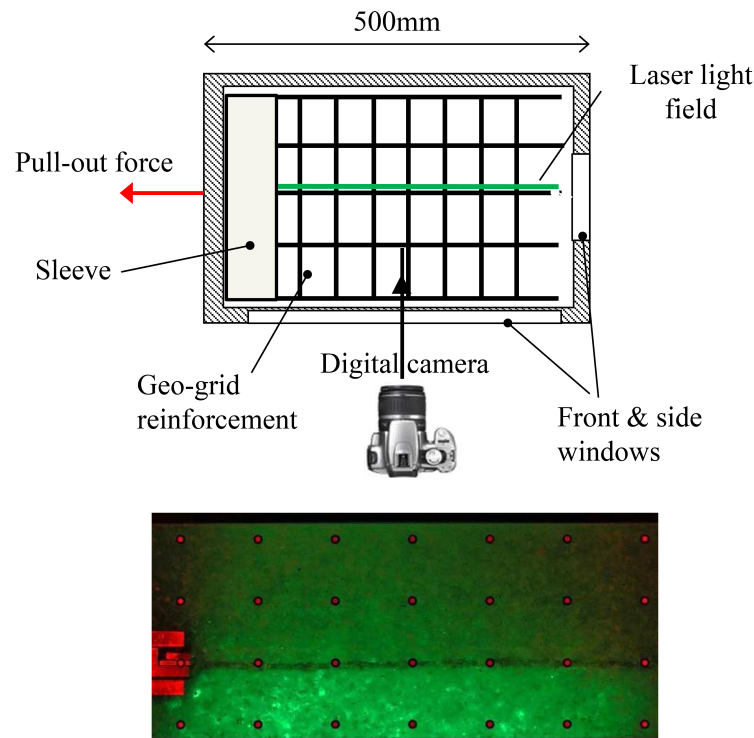 500mm
Laser light
field
Pull-out force
Sleeve
Digital camera
Geo-grid
reinforcement
Front & side
windows